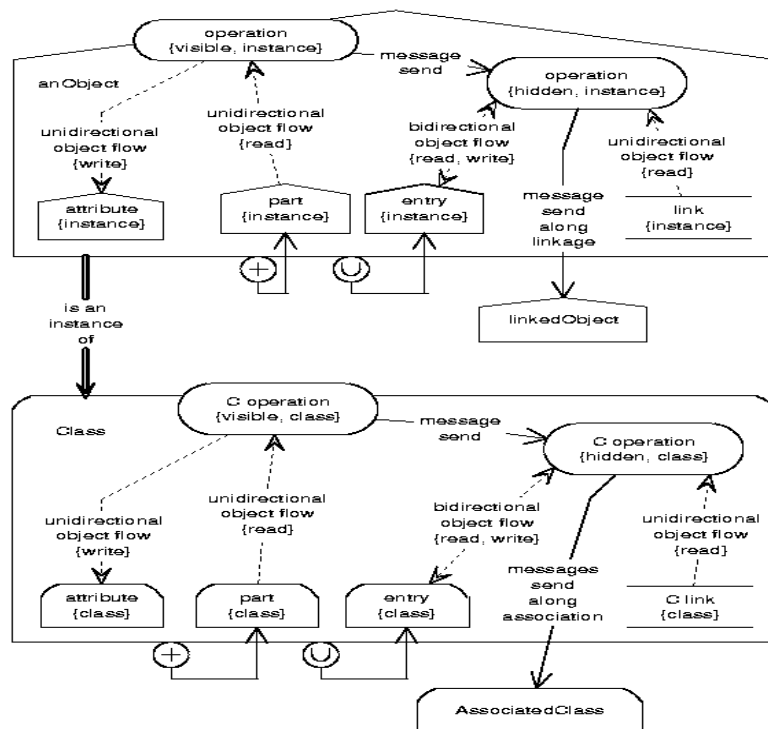 operation
{visible, instance}
message
send
operation
{hidden, instance}
anObject
unidirectional
object flow
{write}
unidirectional
object flow
{read}
bidirectional
object flow
{read, write}
unidirectional
object flow
{read}
attribute
{instance}
part
{instance}
entry
{instance}
message
send
along
linkage
link
{instance}
+
U
is an
instance
of
linkedObject
C operation
{visible, class}
Class
message
send
C operation
{hidden, class}
unidirectional
object flow
{write}
unidirectional
object flow
{read}
bidirectional
object flow
{read, write}
unidirectional
object flow
{read}
attribute
{class}
part
{class}
entry
{class}
messages
send
along
association
C link
{class}
+
U
AssociatedClass